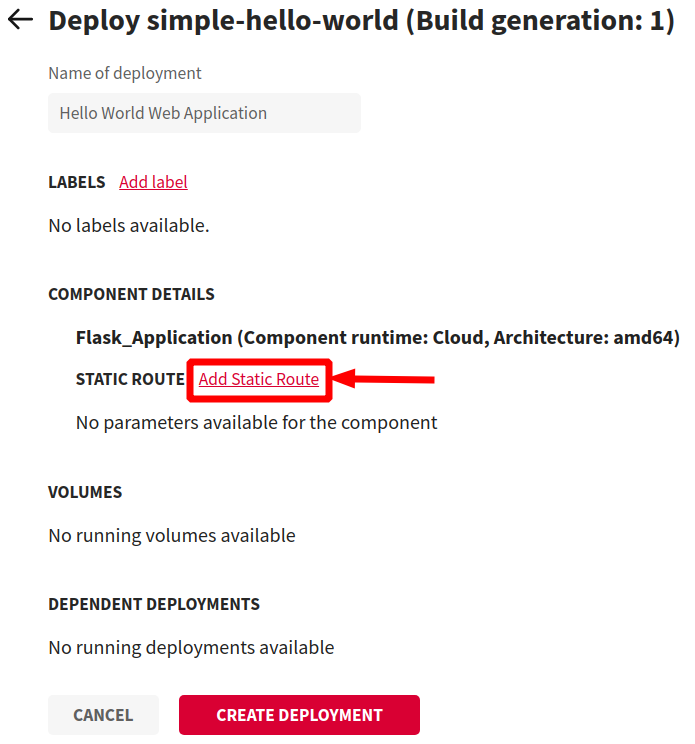 Deploy simple-hello-world (Build generation: 1)
Name of deployment
Hello World Web Application
LABELS Add label
No labels available.
COMPONENT DETAILS
Flask_Application (Component runtime: Cloud, Architecture: amd64)
STATIC ROUTE Add Static Route
No parameters available for the component
VOLUMES
No running volumes available
DEPENDENT DEPLOYMENTS
No running deployments available
CANCEL CREATE DEPLOYMENT